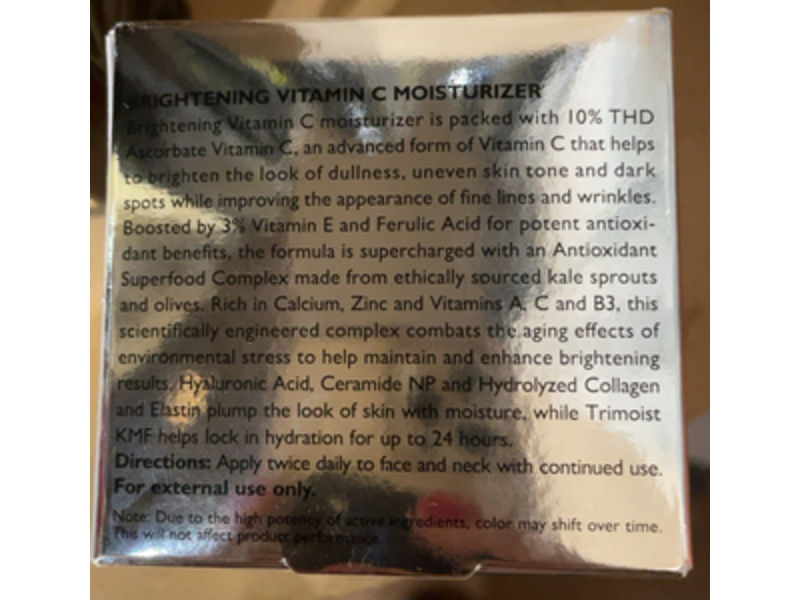 BRIGHTENING VITAMIN C MOISTURIZER
Brightening Vitamin C moisturizer is packed with 10% THD
Ascorbate Vitamin C, an advanced form of Vitamin C that helps
to brighten the look of dullness, uneven skin tone and dark
spots while improving the appearance of fine lines and wrinkles.
Boosted by 3% Vitamin E and Ferulic Acid for potent antioxi-
dant benefits, the formula is supercharged with an Antioxidant
Superfood Complex made from ethically sourced kale sprouts
and olives. Rich in Calcium, Zinc and Vitamins A, C and B3, this
scientifically engineered complex combats the aging effects of
environmental stress to help maintain and enhance brightening
results. Hyaluronic Acid, Ceramide NP and Hydrolyzed Collagen
and Elastin plump the look of skin with moisture, while Trimoist
KMF helps lock in hydration for up to 24 hours.
Directions: Apply twice daily to face and neck with continued use.
For external use only.
Note: Due to the high potency of active ingredients, color may shift over time.
This will not affect product performance.